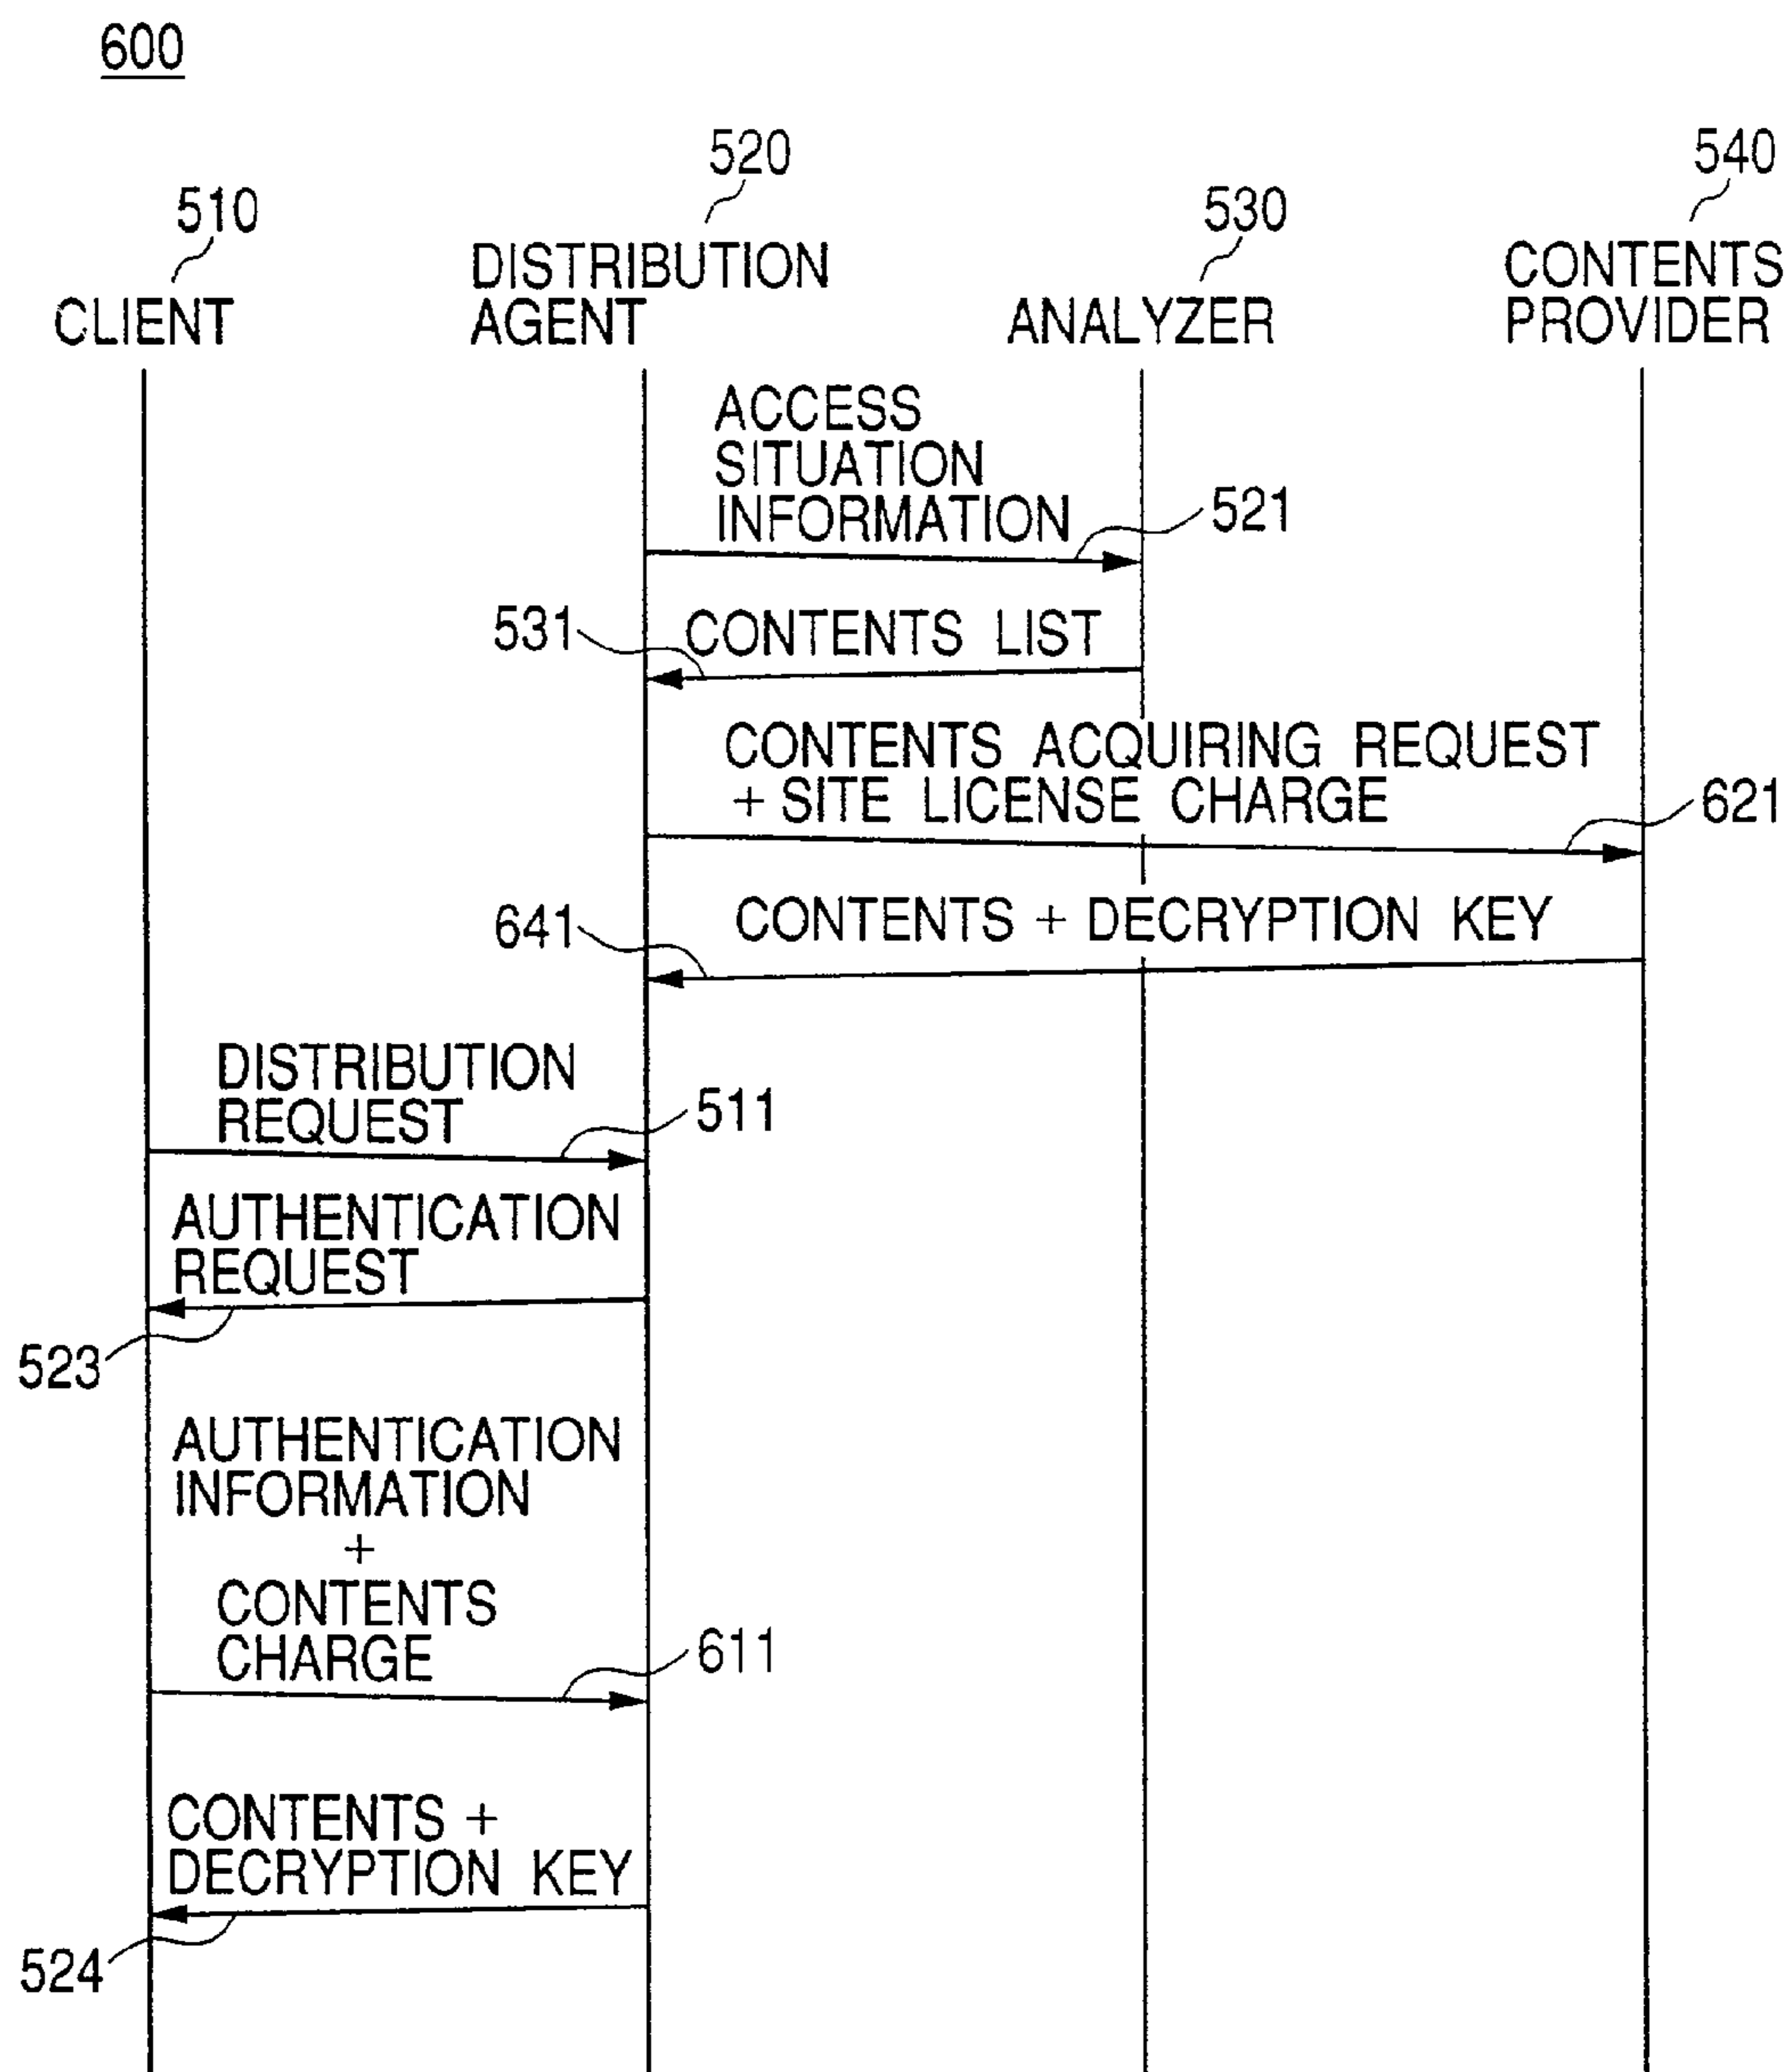 600
520
540
510
530
DISTRIBUTION
AGENT
CONTENTS
PROVIDER
CLIENT
ANALYZER
ACCESS
SITUATION
INFORMATION
521
531
CONTENTS LIST
CONTENTS ACQUIRING REQUEST
+ SITE LICENSE CHARGE
621
641
CONTENTS + DECRYPTION KEY
DISTRIBUTION
REQUEST
511
AUTHENTICATION
REQUEST
523
AUTHENTICATION
INFORMATION
+
CONTENTS
CHARGE
611
CONTENTS +
DECRYPTION KEY
524